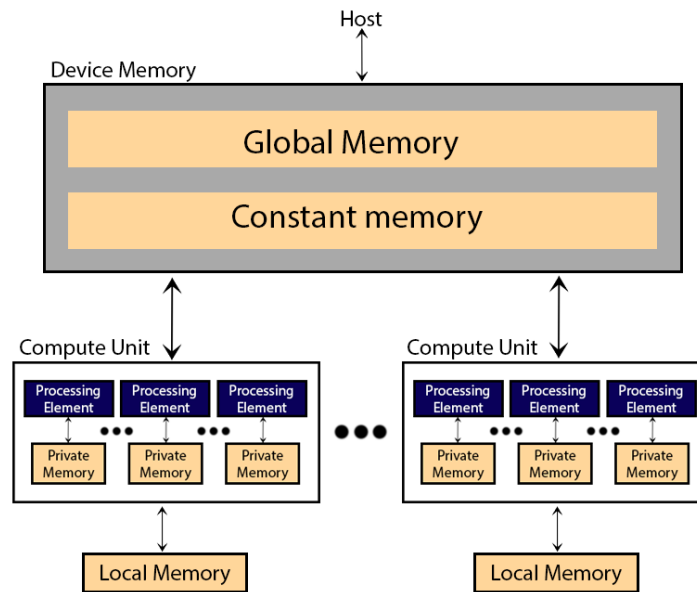 Host
Device Memory
Global Memory
Constant memory
Compute Unit
Processing Element
Processing Element
Processing Element
Private Memory
Private Memory
Private Memory
Local Memory
Compute Unit
Processing Element
Processing Element
Processing Element
Private Memory
Private Memory
Private Memory
Local Memory